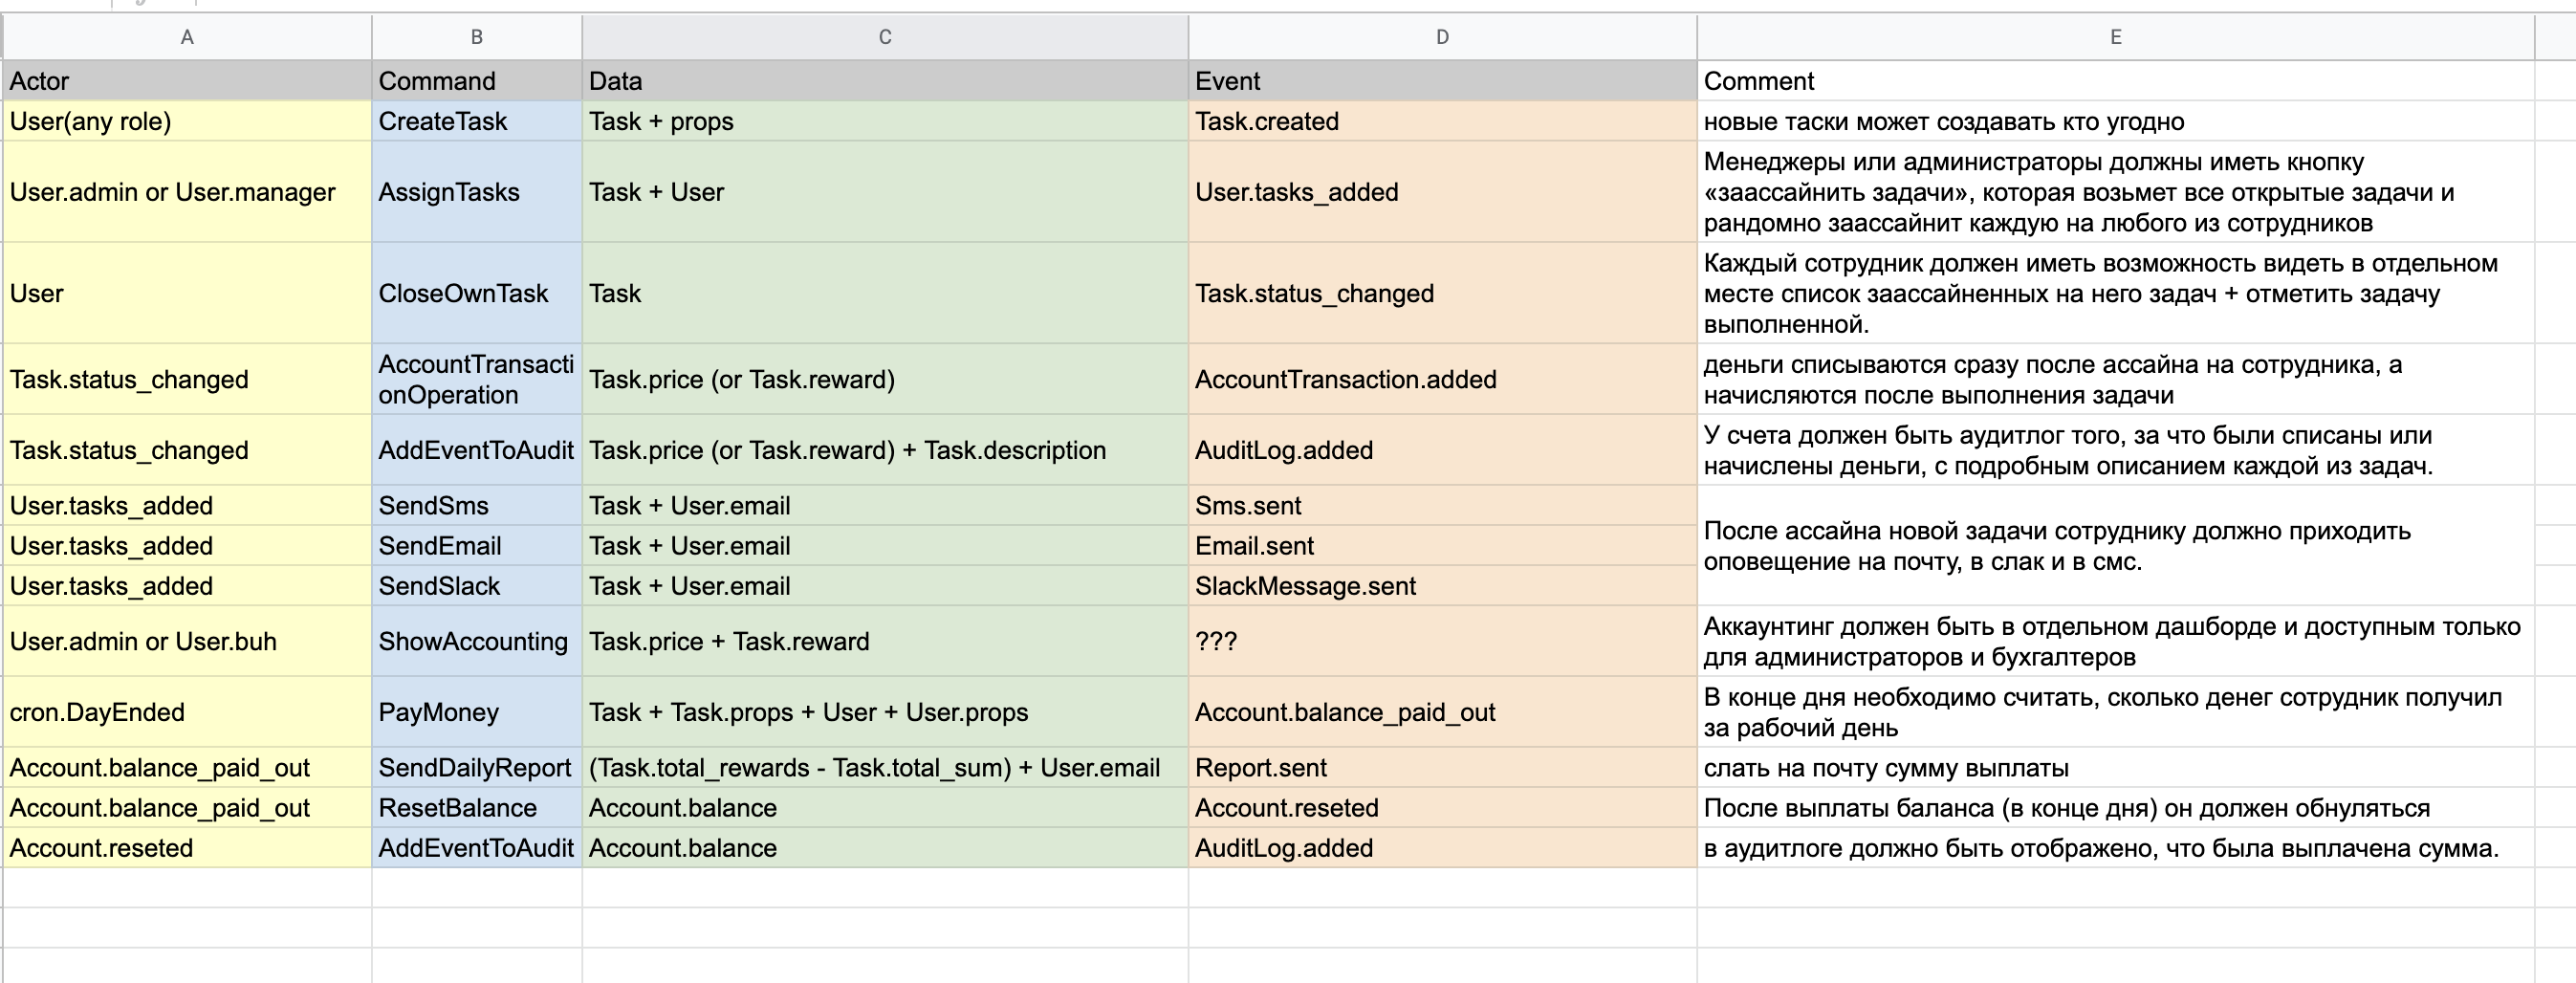 A B C D E
Actor Command Data Event Comment
User(any role) CreateTask Task + props Task.created новые таски может создавать кто угодно
User.admin or User.manager AssignTasks Task + User User.tasks_added Менеджеры или администраторы должны иметь кнопку
«заассайнить задачи», которая возьмет все открытые задачи и
рандомно заассайнит каждую на любого из сотрудников
User CloseOwnTask Task Task.status_changed Каждый сотрудник должен иметь возможность видеть в отдельном
месте список заассайненных на него задач + отметить задачу
выполненной.
Task.status_changed AccountTransacti
onOperation Task.price (or Task.reward) AccountTransaction.added деньги списываются сразу после ассайна на сотрудника, а
начисляются после выполнения задачи
Task.status_changed AddEventToAudit Task.price (or Task.reward) + Task.description AuditLog.added У счета должен быть аудитлог того, за что были списаны или
начислены деньги, с подробным описанием каждой из задач.
User.tasks_added SendSms Task + User.email Sms.sent
User.tasks_added SendEmail Task + User.email Email.sent После ассайна новой задачи сотруднику должно приходить
оповещение на почту, в слак и в смс.
User.tasks_added SendSlack Task + User.email SlackMessage.sent
User.admin or User.buh ShowAccounting Task.price + Task.reward ??? Аккаунтинг должен быть в отдельном дашборде и доступным только
для администраторов и бухгалтеров
cron.DayEnded PayMoney Task + Task.props + User + User.props Account.balance_paid_out В конце дня необходимо считать, сколько денег сотрудник получил
за рабочий день
Account.balance_paid_out SendDailyReport (Task.total_rewards - Task.total_sum) + User.email Report.sent слать на почту сумму выплаты
Account.balance_paid_out ResetBalance Account.balance Account.reseted После выплаты баланса (в конце дня) он должен обнуляться
Account.reseted AddEventToAudit Account.balance AuditLog.added в аудитлоге должно быть отображено, что была выплачена сумма.